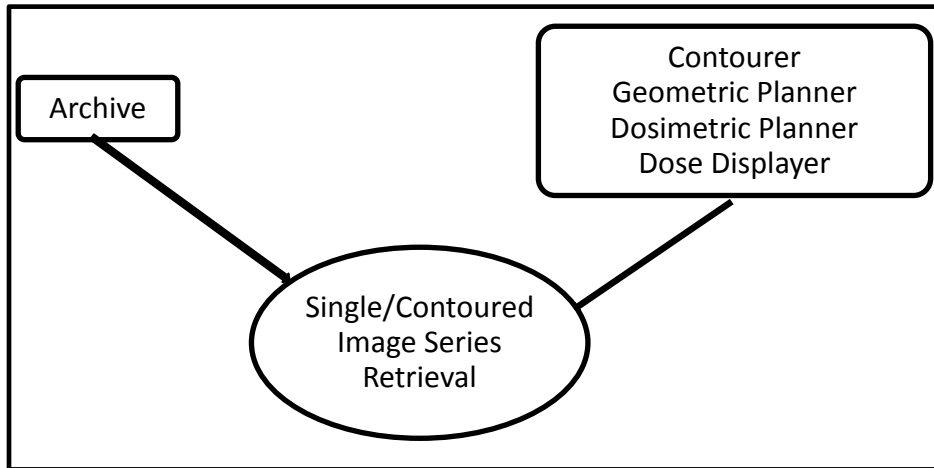 Archive
Contourer
Geometric Planner
Dosimetric Planner
Dose Displayer
Single/Contoured
Image Series
Retrieval